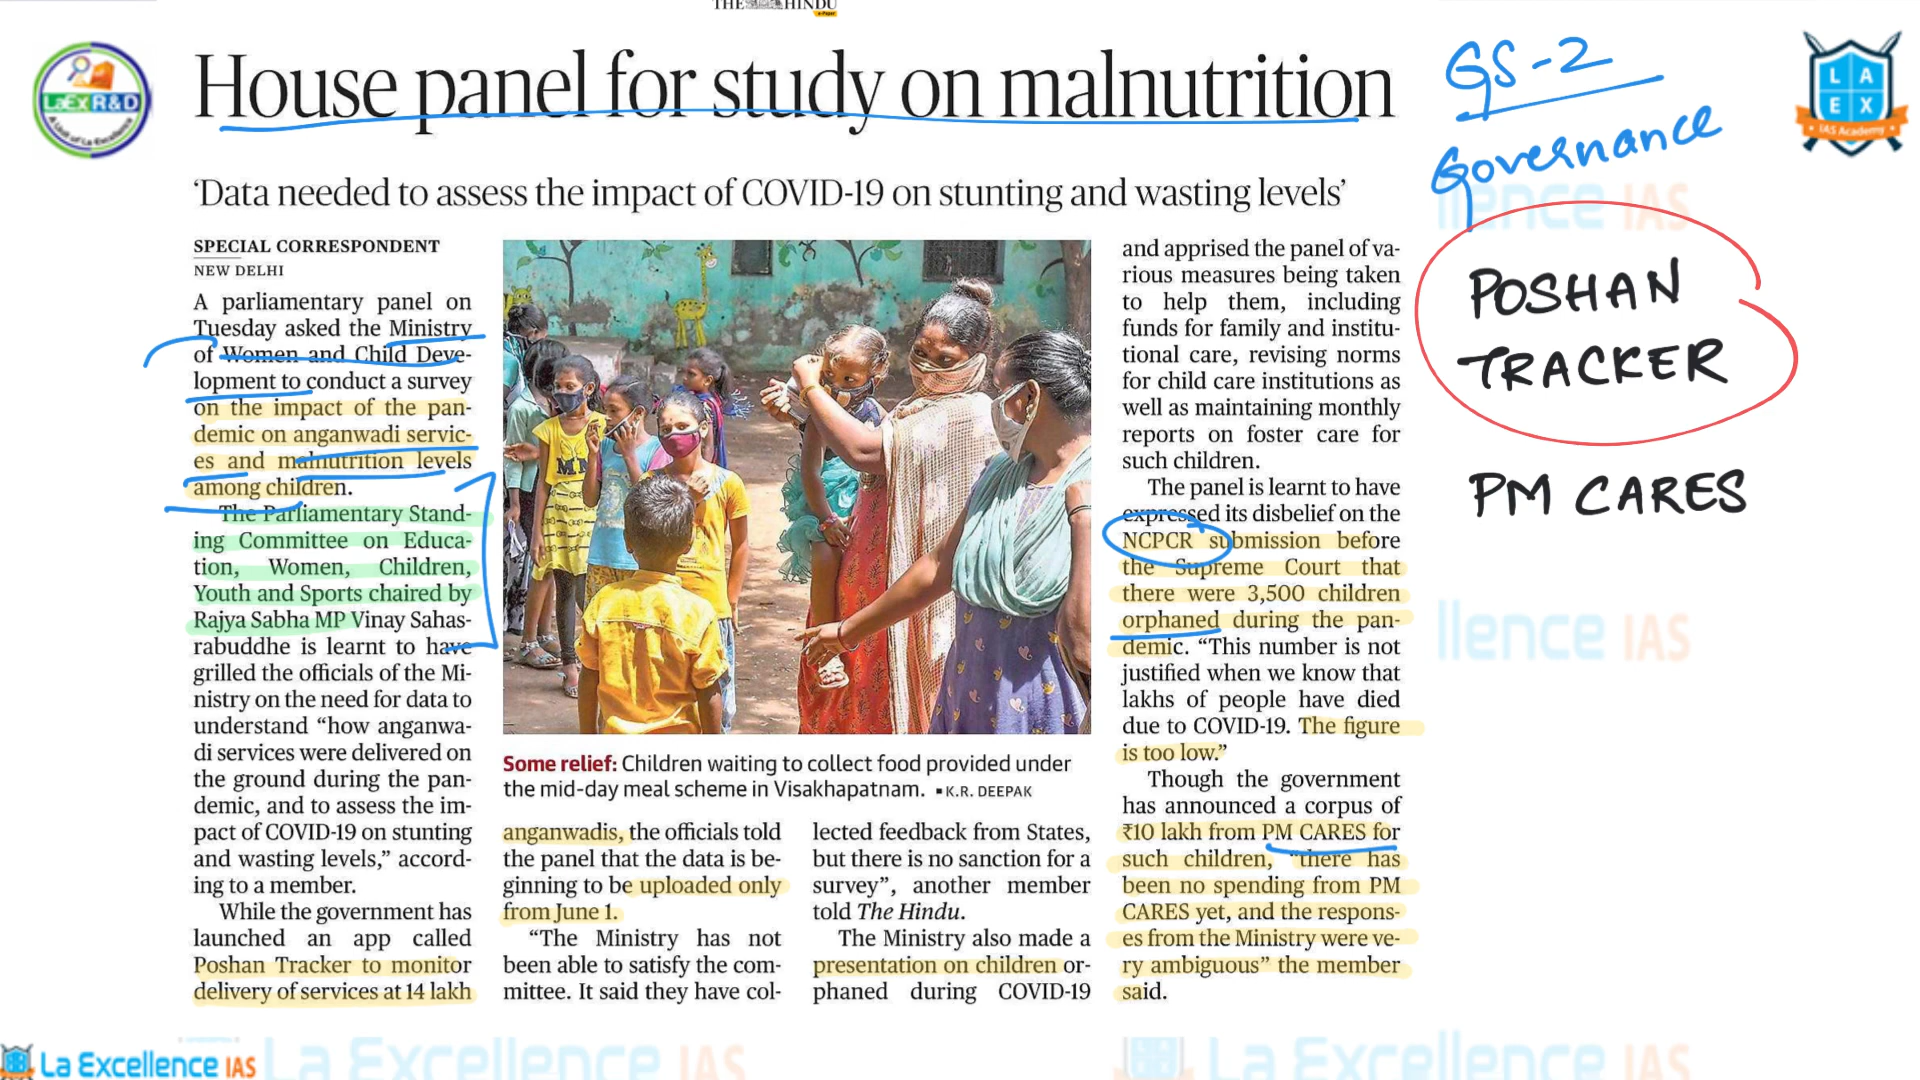 THE HINDU
e-Paper
House panel for study on malnutrition
GS-2
Governance
LaEx R&D
A Unit of La Excellence
L A
E X
IAS Academy
‘Data needed to assess the impact of COVID-19 on stunting and wasting levels’
llence IAS
POSHAN
TRACKER
PM CARES
SPECIAL CORRESPONDENT
NEW DELHI
A parliamentary panel on
Tuesday asked the Ministry
of Women and Child Deve-
lopment to conduct a survey
on the impact of the pan-
demic on anganwadi servic-
es and malnutrition levels
among children.
The Parliamentary Stand-
ing Committee on Educa-
tion, Women, Children,
Youth and Sports chaired by
Rajya Sabha MP Vinay Sahas-
rabuddhe is learnt to have
grilled the officials of the Mi-
nistry on the need for data to
understand “how anganwa-
di services were delivered on
the ground during the pan-
demic, and to assess the im-
pact of COVID-19 on stunting
and wasting levels,” accord-
ing to a member.
While the government has
launched an app called
Poshan Tracker to monitor
delivery of services at 14 lakh
Some relief: Children waiting to collect food provided under
the mid-day meal scheme in Visakhapatnam. ▪ K.R. DEEPAK
anganwadis, the officials told
the panel that the data is be-
ginning to be uploaded only
from June 1.
“The Ministry has not
been able to satisfy the com-
mittee. It said they have col-
lected feedback from States,
but there is no sanction for a
survey”, another member
told The Hindu.
The Ministry also made a
presentation on children or-
phaned during COVID-19
and apprised the panel of va-
rious measures being taken
to help them, including
funds for family and institu-
tional care, revising norms
for child care institutions as
well as maintaining monthly
reports on foster care for
such children.
The panel is learnt to have
expressed its disbelief on the
NCPCR submission before
the Supreme Court that
there were 3,500 children
orphaned during the pan-
demic. “This number is not
justified when we know that
lakhs of people have died
due to COVID-19. The figure
is too low.”
Though the government
has announced a corpus of
₹10 lakh from PM CARES for
such children, “there has
been no spending from PM
CARES yet, and the respons-
es from the Ministry were ve-
ry ambiguous” the member
said.
llence IAS
La Excellence IAS
La Excellence IAS
La Excellence IAS